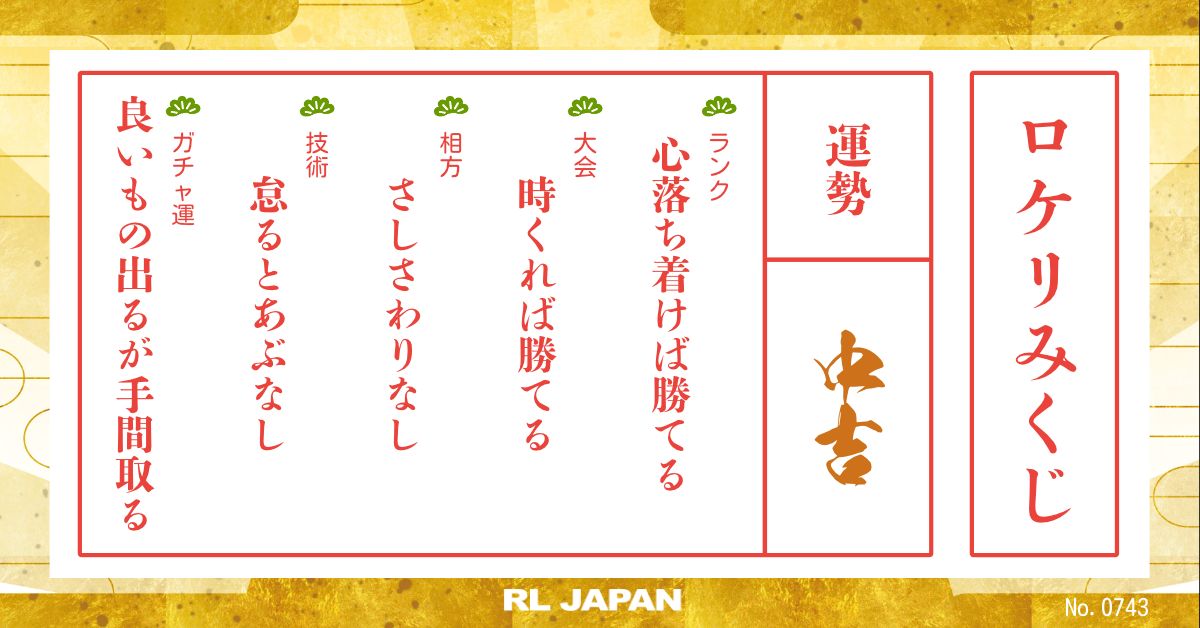 ロケリみくじ
運勢
中吉
ランク
心落ち着けば勝てる
大会
時くれば勝てる
相方
さしさわりなし
技術
怠るとあぶなし
ガチャ運
良いもの出るが手間取る
RL JAPAN
No. 0743